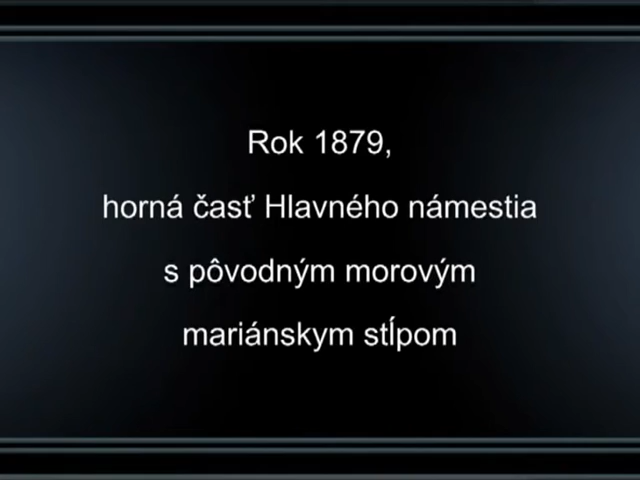 Rok 1879,
horná časť Hlavného námestia
s pôvodným morovým
mariánskym stĺpom